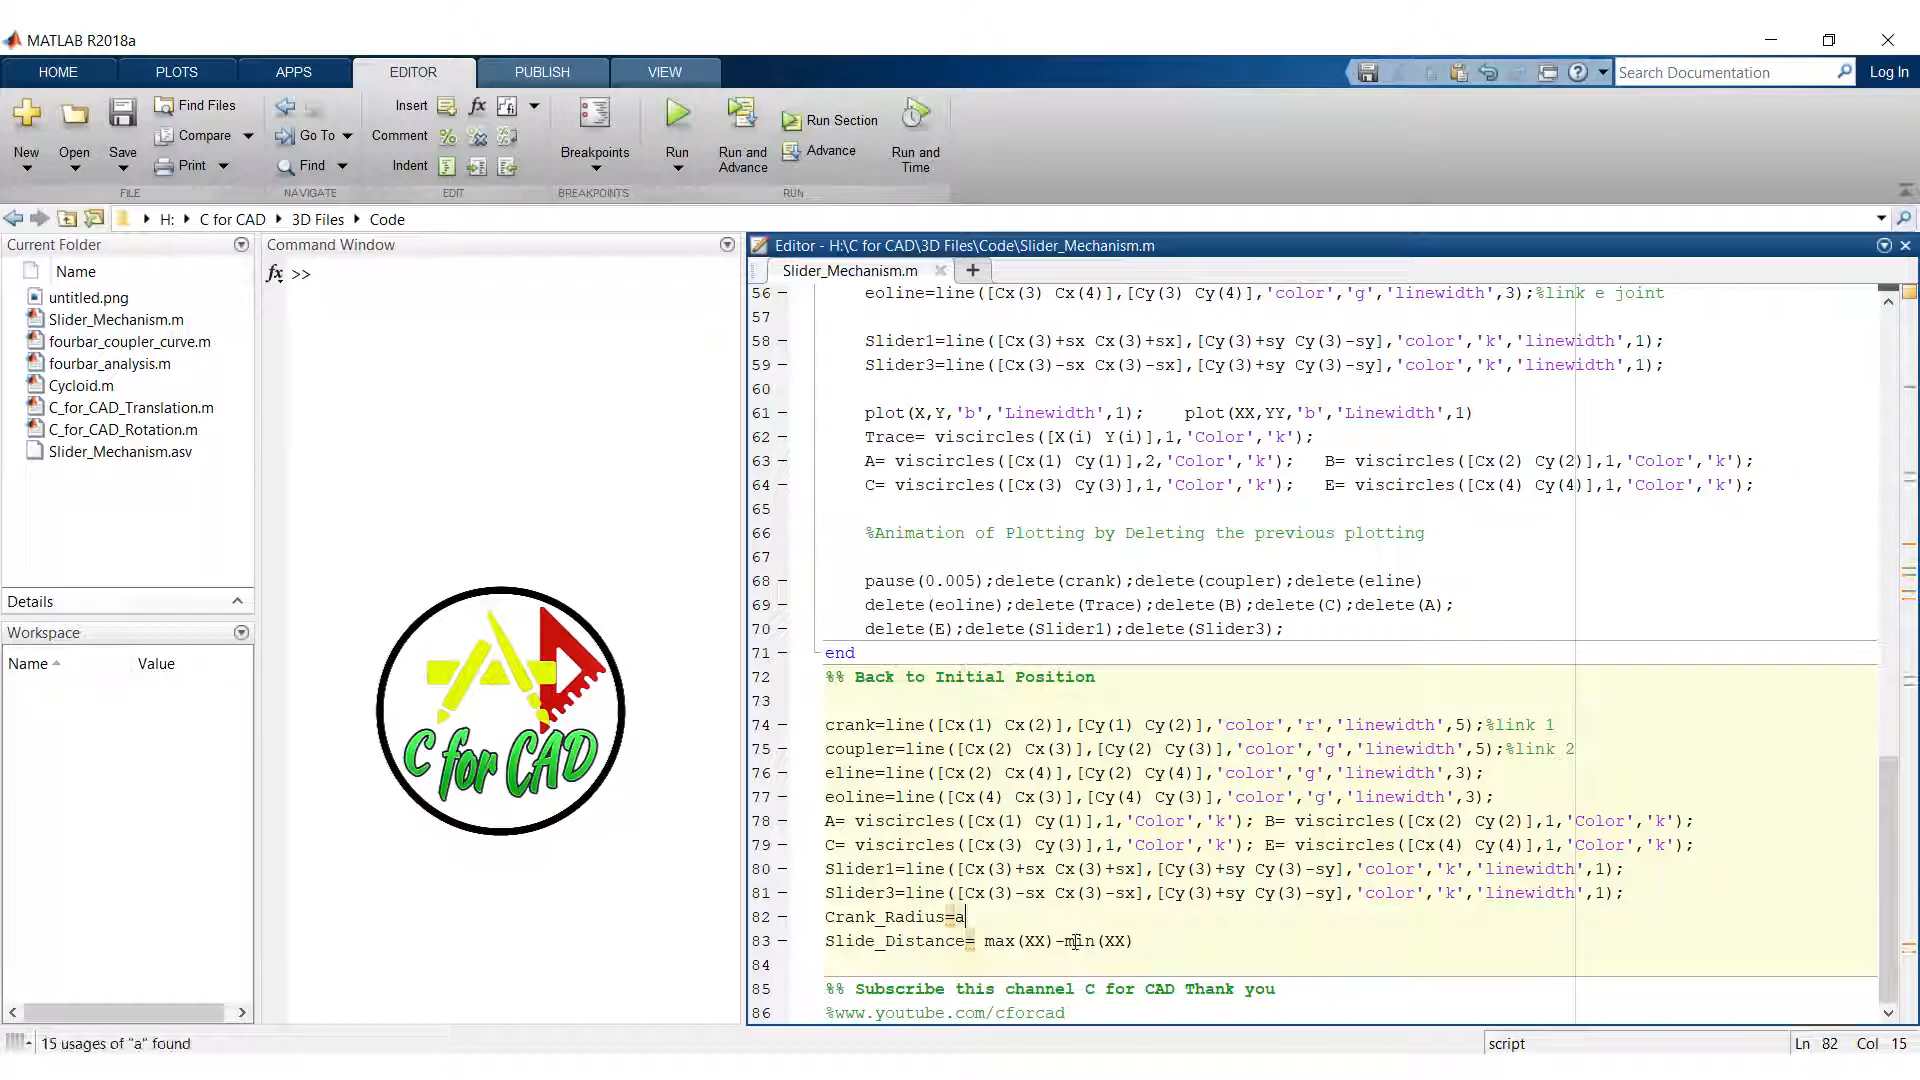 MATLAB R2018a
HOME PLOTS APPS EDITOR PUBLISH VIEW Search Documentation Log In
New Open Save Find Files Compare Print Go To Find Insert fx Comment Indent Breakpoints Run Run and Advance Run Section Advance Run and Time
FILE NAVIGATE EDIT BREAKPOINTS RUN
H: C for CAD 3D Files Code
Current Folder
Name
untitled.png
Slider_Mechanism.m
fourbar_coupler_curve.m
fourbar_analysis.m
Cycloid.m
C_for_CAD_Translation.m
C_for_CAD_Rotation.m
Slider_Mechanism.asv
Details
Workspace
Name Value
Command Window
fx >>
C for CAD
Editor - H:\C for CAD\3D Files\Code\Slider_Mechanism.m
Slider_Mechanism.m
56 – eoline=line([Cx(3) Cx(4)],[Cy(3) Cy(4)],'color','g','linewidth',3);%link e joint
57
58 – Slider1=line([Cx(3)+sx Cx(3)+sx],[Cy(3)+sy Cy(3)-sy],'color','k','linewidth',1);
59 – Slider3=line([Cx(3)-sx Cx(3)-sx],[Cy(3)+sy Cy(3)-sy],'color','k','linewidth',1);
60
61 – plot(X,Y,'b','Linewidth',1); plot(XX,YY,'b','Linewidth',1)
62 – Trace= viscircles([X(i) Y(i)],1,'Color','k');
63 – A= viscircles([Cx(1) Cy(1)],2,'Color','k'); B= viscircles([Cx(2) Cy(2)],1,'Color','k');
64 – C= viscircles([Cx(3) Cy(3)],1,'Color','k'); E= viscircles([Cx(4) Cy(4)],1,'Color','k');
65
66 %Animation of Plotting by Deleting the previous plotting
67
68 – pause(0.005);delete(crank);delete(coupler);delete(eline)
69 – delete(eoline);delete(Trace);delete(B);delete(C);delete(A);
70 – delete(E);delete(Slider1);delete(Slider3);
71 – end
72 %% Back to Initial Position
73
74 – crank=line([Cx(1) Cx(2)],[Cy(1) Cy(2)],'color','r','linewidth',5);%link 1
75 – coupler=line([Cx(2) Cx(3)],[Cy(2) Cy(3)],'color','g','linewidth',5);%link 2
76 – eline=line([Cx(2) Cx(4)],[Cy(2) Cy(4)],'color','g','linewidth',3);
77 – eoline=line([Cx(4) Cx(3)],[Cy(4) Cy(3)],'color','g','linewidth',3);
78 – A= viscircles([Cx(1) Cy(1)],1,'Color','k'); B= viscircles([Cx(2) Cy(2)],1,'Color','k');
79 – C= viscircles([Cx(3) Cy(3)],1,'Color','k'); E= viscircles([Cx(4) Cy(4)],1,'Color','k');
80 – Slider1=line([Cx(3)+sx Cx(3)+sx],[Cy(3)+sy Cy(3)-sy],'color','k','linewidth',1);
81 – Slider3=line([Cx(3)-sx Cx(3)-sx],[Cy(3)+sy Cy(3)-sy],'color','k','linewidth',1);
82 – Crank_Radius=a
83 – Slide_Distance= max(XX)-min(XX)
84
85 %% Subscribe this channel C for CAD Thank you
86 %www.youtube.com/cforcad
15 usages of "a" found script Ln 82 Col 15